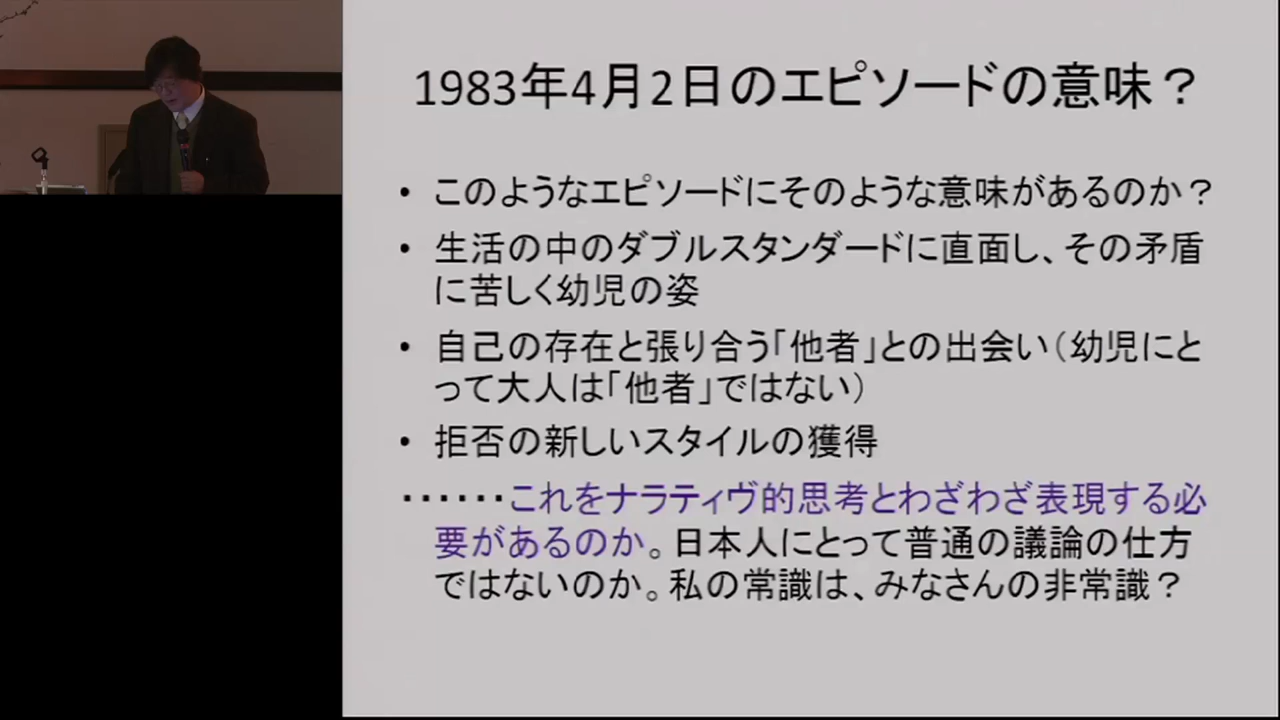 1983年4月2日のエピソードの意味？
• このようなエピソードにそのような意味があるのか？
• 生活の中のダブルスタンダードに直面し、その矛盾
に苦しく幼児の姿
• 自己の存在と張り合う「他者」との出会い（幼児にと
って大人は「他者」ではない）
• 拒否の新しいスタイルの獲得
・・・・・・これをナラティヴ的思考とわざわざ表現する必
要があるのか。日本人にとって普通の議論の仕方
ではないのか。私の常識は、みなさんの非常識？